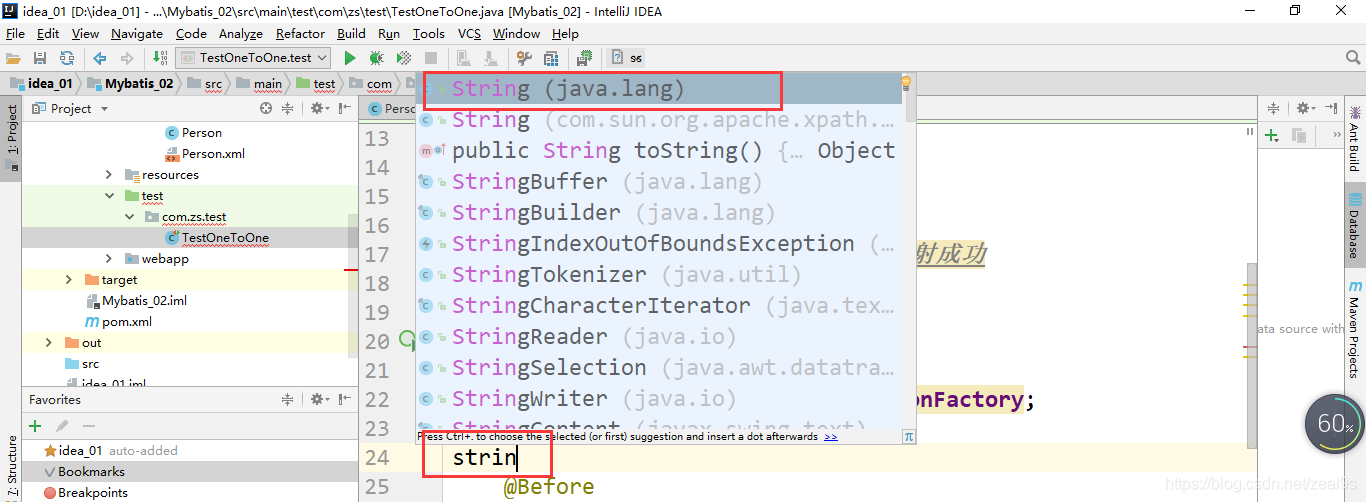 idea_01 [D:\idea_01] - ...\Mybatis_02\src\main\test\com\zs\test\TestOneToOne.java [Mybatis_02] - IntelliJ IDEA
File Edit View Navigate Code Analyze Refactor Build Run Tools VCS Window Help
TestOneToOne.test
idea_01 Mybatis_02 src main test com
1: Project
Project
Person
Person.xml
resources
test
com.zs.test
TestOneToOne
webapp
target
Mybatis_02.iml
pom.xml
out
src
idea_01.iml
Favorites
idea_01 auto-added
Bookmarks
Breakpoints
7: Structure
13
14
15
16
17
18
19
20
21
22
23
24
25
String (java.lang)
String (com.sun.org.apache.xpath.…
public String toString() {… Object
StringBuffer (java.lang)
StringBuilder (java.lang)
StringIndexOutOfBoundsException (…
StringTokenizer (java.util)
StringCharacterIterator (java.tex…
StringReader (java.io)
StringSelection (java.awt.datatra…
StringWriter (java.io)
StringContent (javax.swing.text)
Press Ctrl+. to choose the selected (or first) suggestion and insert a dot afterwards >>
射成功
onFactory;
strin
@Before
ata source with
Ant Build
Database
Maven Projects
60%
https://blog.csdn.net/zeal9s